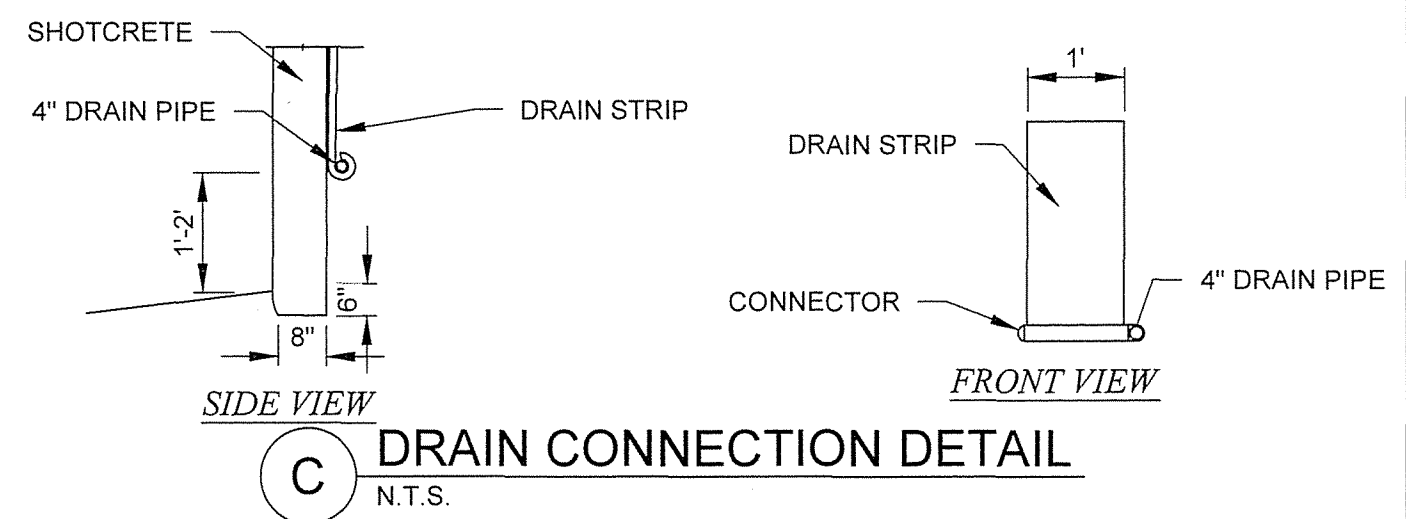 SHOTCRETE
4" DRAIN PIPE
DRAIN STRIP
1'-2'
6"
8"
SIDE VIEW
1'
DRAIN STRIP
CONNECTOR
4" DRAIN PIPE
FRONT VIEW
C
DRAIN CONNECTION DETAIL
N.T.S.